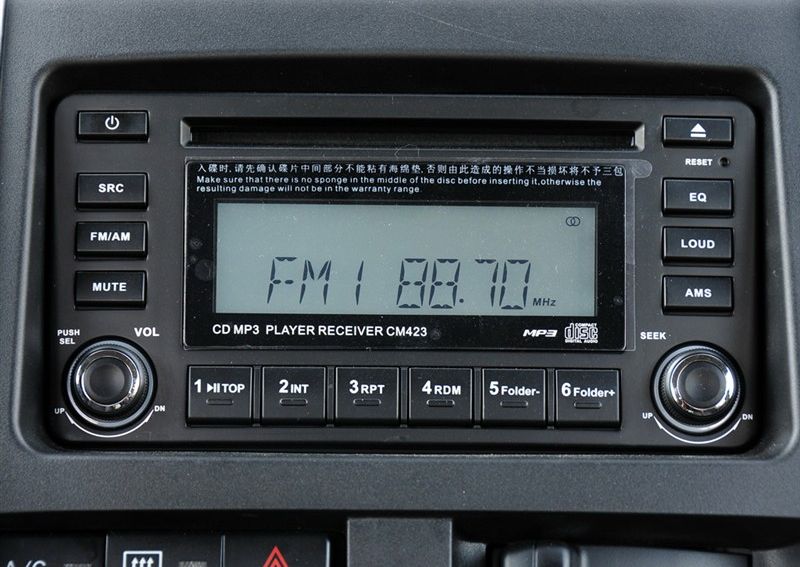 SRC
FM/AM
MUTE
PUSH
SEL
VOL
UP
DN
入碟时,请先确认碟片中间部分不能粘有海绵垫,否则由此造成的操作不当损坏将不予三包
Make sure that there is no sponge in the middle of the disc before inserting it,otherwise the
resulting damage will not be in the warranty range.
FM1 88.70 MHz
CD MP3 PLAYER RECEIVER CM423
MP3
COMPACT
disc
DIGITAL AUDIO
1 TOP
2 INT
3 RPT
4 RDM
5 Folder-
6 Folder+
RESET
EQ
LOUD
AMS
SEEK
UP
DN
A/C